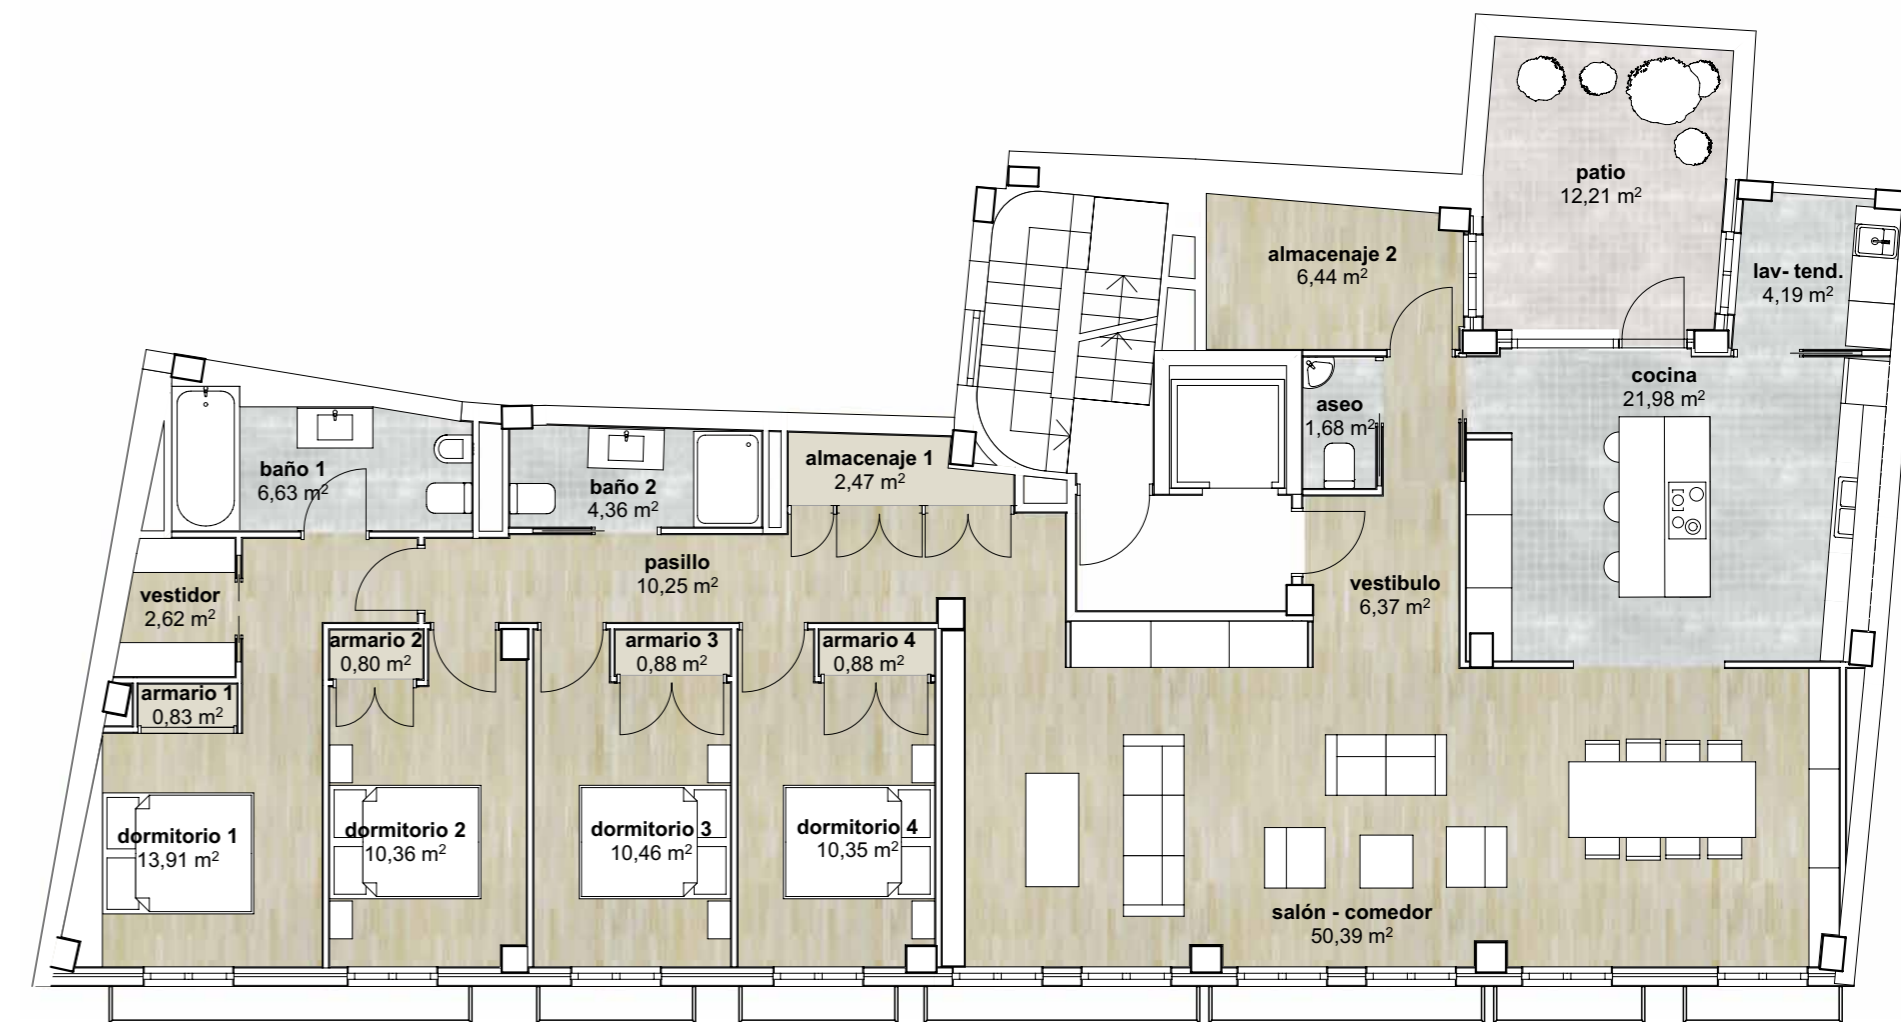 patio
12,21 m²
almacenaje 2
6,44 m²
lav- tend.
4,19 m²
cocina
21,98 m²
aseo
1,68 m²
baño 1
6,63 m²
baño 2
4,36 m²
almacenaje 1
2,47 m²
pasillo
10,25 m²
vestibulo
6,37 m²
vestidor
2,62 m²
armario 1
0,83 m²
armario 2
0,80 m²
armario 3
0,88 m²
armario 4
0,88 m²
dormitorio 1
13,91 m²
dormitorio 2
10,36 m²
dormitorio 3
10,46 m²
dormitorio 4
10,35 m²
salón - comedor
50,39 m²